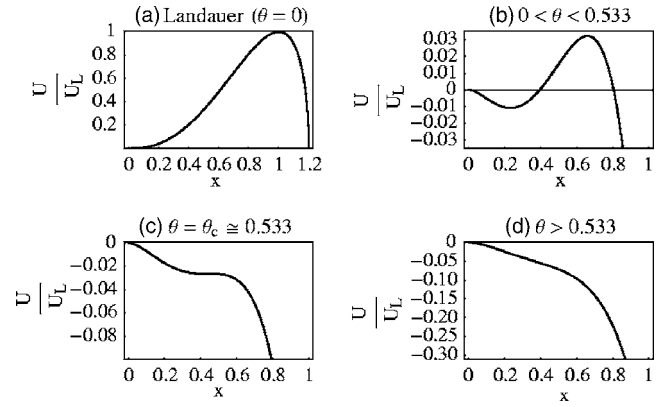 (a) Landauer (θ = 0)
1
0.8
0.6
0.4
0.2
U
U_L
0 0.2 0.4 0.6 0.8 1 1.2
x
(b) 0 < θ < 0.533
0.03
0.02
0.01
0
−0.01
−0.02
−0.03
U
U_L
0 0.2 0.4 0.6 0.8 1
x
(c) θ = θ_c ≅ 0.533
0
−0.02
−0.04
−0.06
−0.08
U
U_L
0 0.2 0.4 0.6 0.8 1
x
(d) θ > 0.533
0
−0.05
−0.10
−0.15
−0.20
−0.25
−0.30
U
U_L
0 0.2 0.4 0.6 0.8 1
x